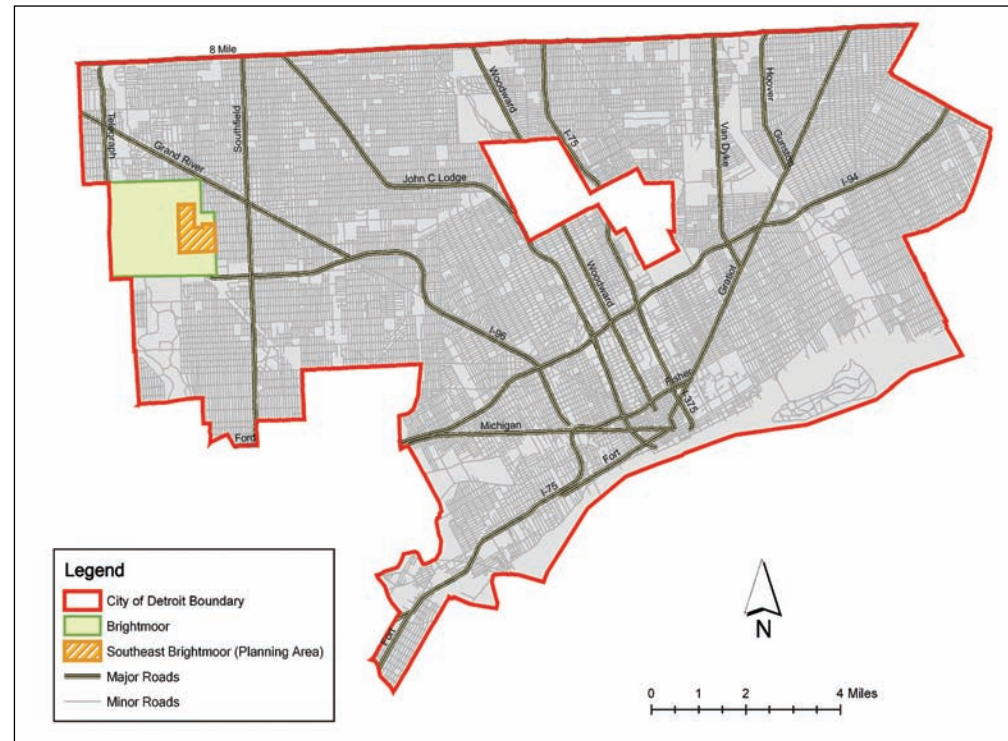 8 Mile
Telegraph
Grand River
Southfield
John C Lodge
Woodward
I-75
Van Dyke
Hoover
Gunston
I-94
Gratiot
Woodward
I-96
Fisher
I-375
Michigan
Ford
Fort
I-75
Fort
Legend
City of Detroit Boundary
Brightmoor
Southeast Brightmoor (Planning Area)
Major Roads
Minor Roads
N
0 1 2 4 Miles